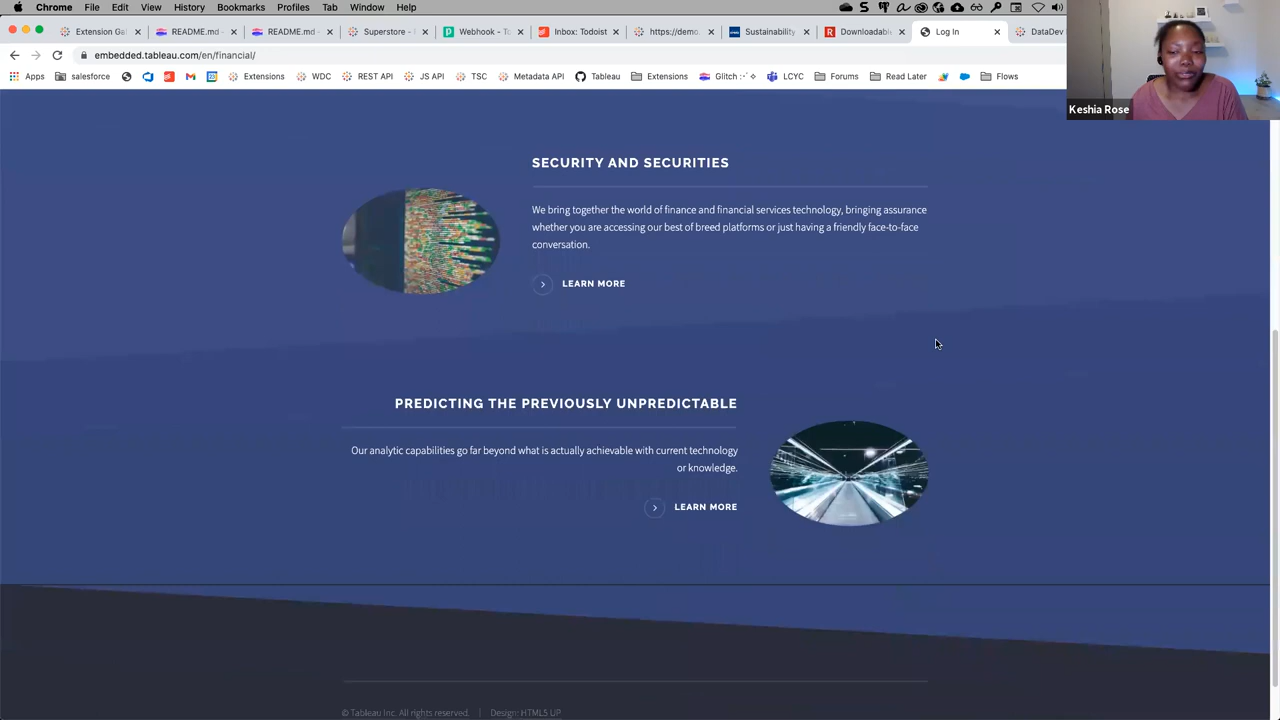 Chrome File Edit View History Bookmarks Profiles Tab Window Help
Extension Gal README.md - README.md - Superstore - Webhook - To Inbox: Todoist https://demo. Sustainability Downloadabl Log In DataDev
embedded.tableau.com/en/financial/
Apps salesforce Extensions WDC REST API JS API TSC Metadata API Tableau Extensions Glitch LCYC Forums Read Later Flows
Keshia Rose
SECURITY AND SECURITIES
We bring together the world of finance and financial services technology, bringing assurance
whether you are accessing our best of breed platforms or just having a friendly face-to-face
conversation.
LEARN MORE
PREDICTING THE PREVIOUSLY UNPREDICTABLE
Our analytic capabilities go far beyond what is actually achievable with current technology
or knowledge.
LEARN MORE
© Tableau Inc. All rights reserved. | Design: HTML5 UP